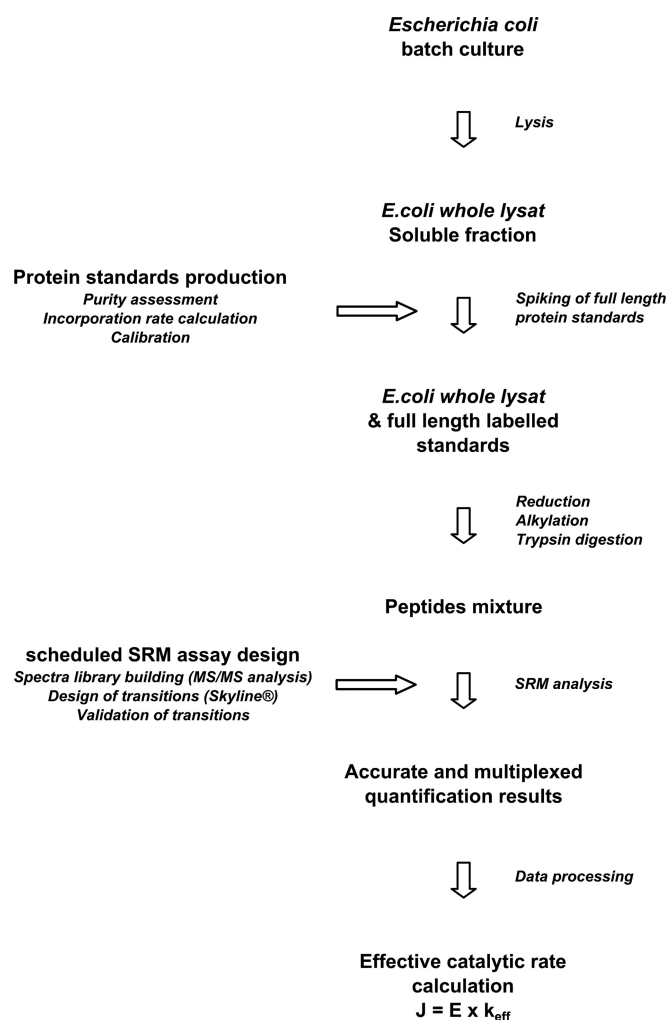 Escherichia coli
batch culture
Lysis
E.coli whole lysat
Soluble fraction
Protein standards production
Purity assessment
Incorporation rate calculation
Calibration
Spiking of full length
protein standards
E.coli whole lysat
& full length labelled
standards
Reduction
Alkylation
Trypsin digestion
Peptides mixture
scheduled SRM assay design
Spectra library building (MS/MS analysis)
Design of transitions (Skyline®)
Validation of transitions
SRM analysis
Accurate and multiplexed
quantification results
Data processing
Effective catalytic rate
calculation
J = E x keff